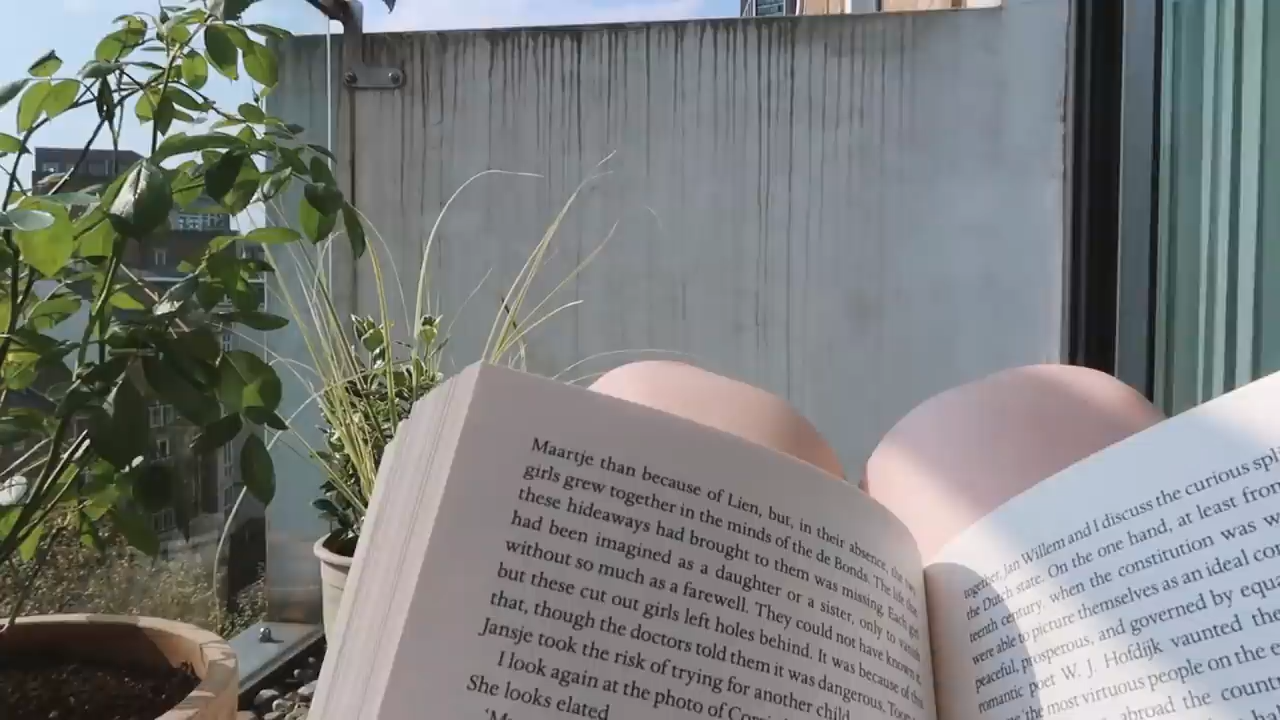 Maartje than because of Lien, but, in their absence, the two
girls grew together in the minds of the de Bonds. The life that
these hideaways had brought to them was missing. Each girl
had been imagined as a daughter or a sister, only to vanish
without so much as a farewell. They could not have known it,
but these cut out girls left holes behind. It was because of this
that, though the doctors told them it was dangerous, Took and
Jansje took the risk of trying for another child.
I look again at the photo of
She looks elated
together, Jan Willem and I discuss the curious
the Dutch state. On the one hand, at least from
teenth century, when the constitution was
were able to picture themselves as an ideal
peaceful, prosperous, and governed by
romantic poet W. J. Hofdijk vaunted the
'the most virtuous people on the
abroad the